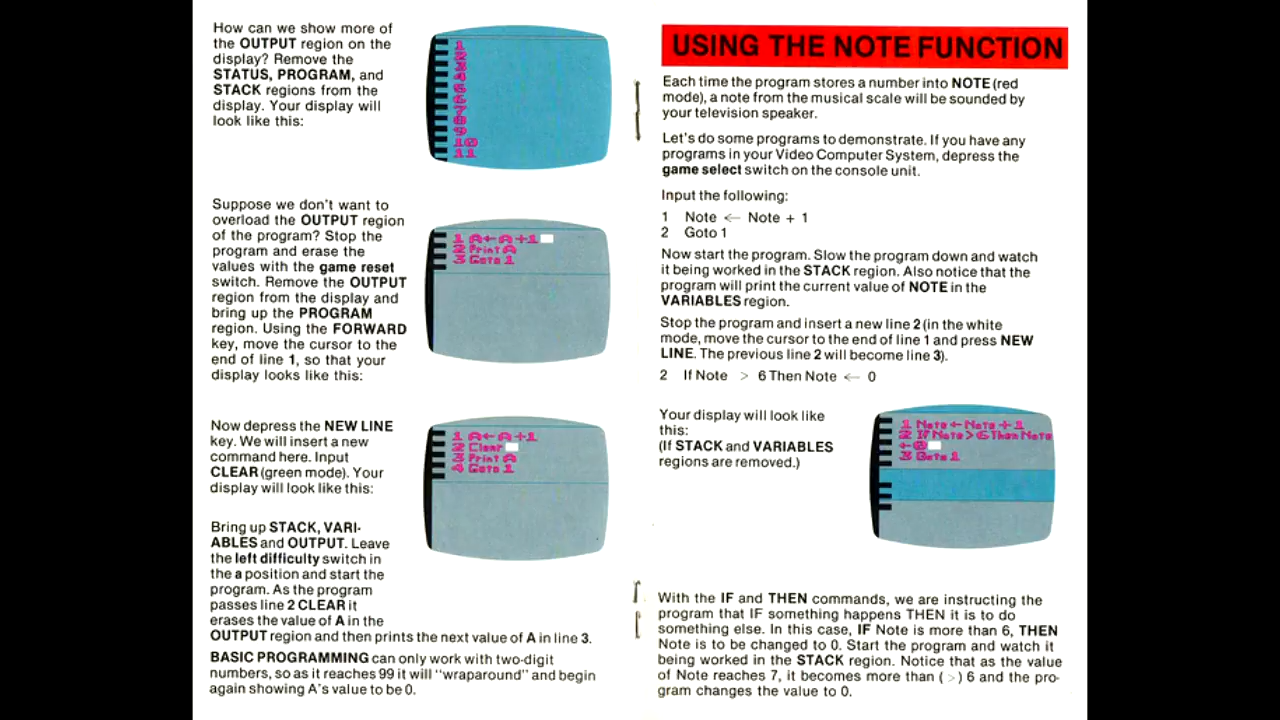 How can we show more of
the OUTPUT region on the
display? Remove the
STATUS, PROGRAM, and
STACK regions from the
display. Your display will
look like this:
1
2
3
4
5
6
7
8
9
10
11
Suppose we don't want to
overload the OUTPUT region
of the program? Stop the
program and erase the
values with the game reset
switch. Remove the OUTPUT
region from the display and
bring up the PROGRAM
region. Using the FORWARD
key, move the cursor to the
end of line 1, so that your
display looks like this:
1 A←A+1
2 Print A
3 Goto 1
Now depress the NEW LINE
key. We will insert a new
command here. Input
CLEAR (green mode). Your
display will look like this:
1 A←A+1
2 Clear
3 Print A
4 Goto 1
Bring up STACK, VARI-
ABLES and OUTPUT. Leave
the left difficulty switch in
the a position and start the
program. As the program
passes line 2 CLEAR it
erases the value of A in the
OUTPUT region and then prints the next value of A in line 3.
BASIC PROGRAMMING can only work with two-digit
numbers, so as it reaches 99 it will "wraparound" and begin
again showing A's value to be 0.
USING THE NOTE FUNCTION
Each time the program stores a number into NOTE (red
mode), a note from the musical scale will be sounded by
your television speaker.
Let's do some programs to demonstrate. If you have any
programs in your Video Computer System, depress the
game select switch on the console unit.
Input the following:
1 Note ← Note + 1
2 Goto 1
Now start the program. Slow the program down and watch
it being worked in the STACK region. Also notice that the
program will print the current value of NOTE in the
VARIABLES region.
Stop the program and insert a new line 2 (in the white
mode, move the cursor to the end of line 1 and press NEW
LINE. The previous line 2 will become line 3).
2 If Note > 6 Then Note ← 0
Your display will look like
this:
(If STACK and VARIABLES
regions are removed.)
1 Note←Note+1
2 If Note>6 Then Note
←0
3 Goto 1
With the IF and THEN commands, we are instructing the
program that IF something happens THEN it is to do
something else. In this case, IF Note is more than 6, THEN
Note is to be changed to 0. Start the program and watch it
being worked in the STACK region. Notice that as the value
of Note reaches 7, it becomes more than ( > ) 6 and the pro-
gram changes the value to 0.